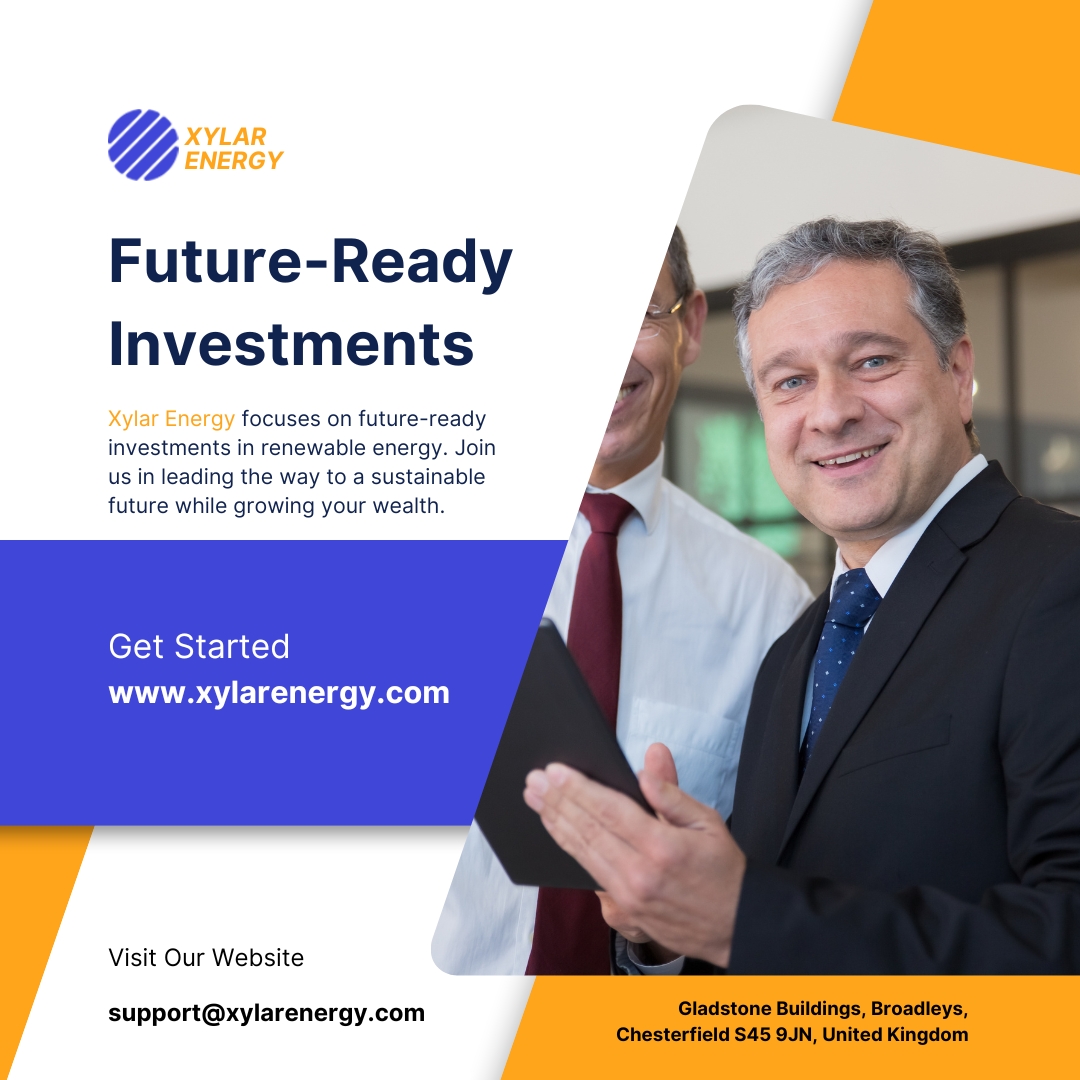 XYLAR
ENERGY
Future-Ready
Investments
Xylar Energy focuses on future-ready
investments in renewable energy. Join
us in leading the way to a sustainable
future while growing your wealth.
Get Started
www.xylarenergy.com
Visit Our Website
support@xylarenergy.com
Gladstone Buildings, Broadleys,
Chesterfield S45 9JN, United Kingdom